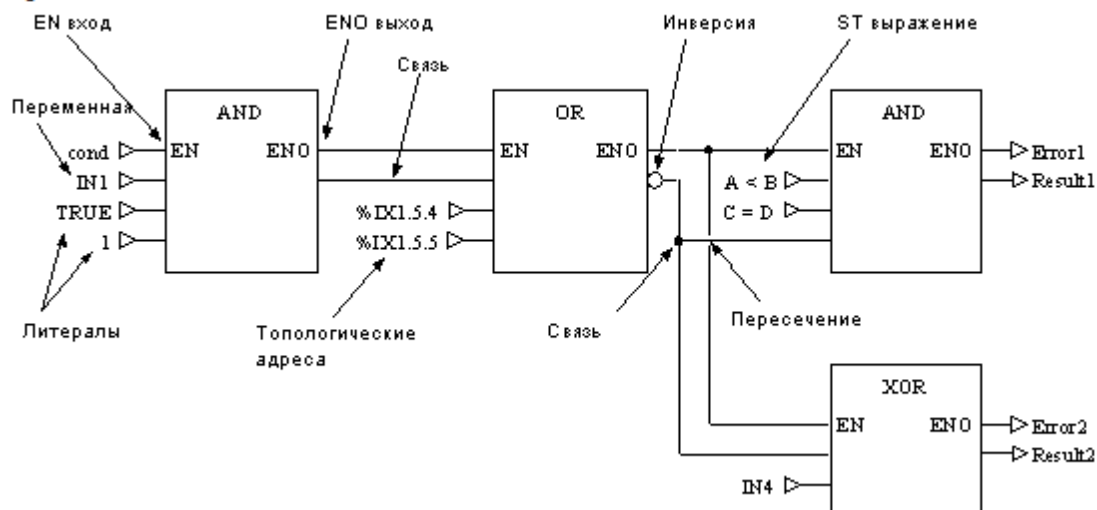 EN вход
ENO выход
Инверсия
ST выражение
Связь
Переменная
AND
OR
AND
cond
EN
ENO
EN
ENO
EN
ENO
Error1
IN1
A < B
Result1
TRUE
%IX1.5.4
C = D
1
%IX1.5.5
Литералы
Топологические
адреса
Связь
Пересечение
XOR
EN
ENO
Error2
Result2
IN4